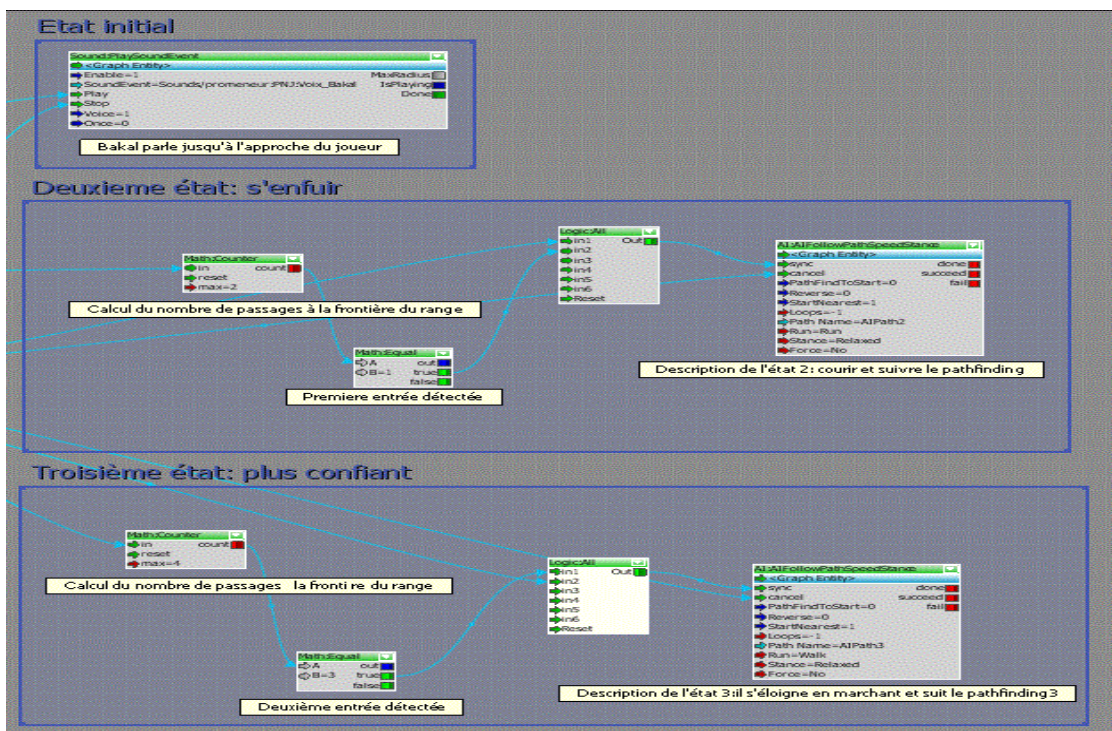 Etat initial
Sound:PlaySoundEvent
<Graph Entity>
Enable=1 MaxRadius
SoundEvent=Sounds/promeneur:PNJ:Voix_Bakal IsPlaying
Play Done
Stop
Voice=1
Once=0
Bakal parle jusqu'à l'approche du joueur
Deuxieme état: s'enfuir
Math:Counter
in count
reset
max=2
Calcul du nombre de passages à la frontière du range
Math:Equal
A out
B=1 true
false
Premiere entrée détectée
Logic:All
in1 Out
in2
in3
in4
in5
in6
Reset
AI:AIFollowPathSpeedStance
<Graph Entity>
sync done
cancel succeed
PathFindToStart=0 fail
Reverse=0
StartNearest=1
Loops=-1
Path Name=AIPath2
Run=Run
Stance=Relaxed
Force=No
Description de l'état 2: courir et suivre le pathfinding
Troisième état: plus confiant
Math:Counter
in count
reset
max=4
Calcul du nombre de passages la fronti re du range
Math:Equal
A out
B=3 true
false
Deuxième entrée détectée
Logic:All
in1 Out
in2
in3
in4
in5
in6
Reset
AI:AIFollowPathSpeedStance
<Graph Entity>
sync done
cancel succeed
PathFindToStart=0 fail
Reverse=0
StartNearest=1
Loops=-1
Path Name=AIPath3
Run=Walk
Stance=Relaxed
Force=No
Description de l'état 3:il s'éloigne en marchant et suit le pathfinding3